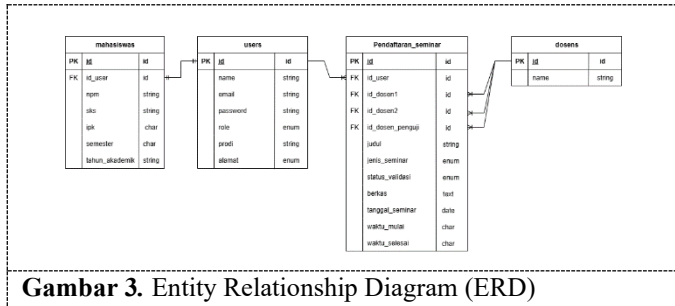 mahasiswas
PK id id
FK id_user id
npm string
sks string
ipk char
semester char
tahun_akademik string
users
PK id id
name string
email string
password string
role enum
prodi string
alamat enum
Pendaftaran_seminar
PK id id
FK id_user id
FK id_dosen1 id
FK id_dosen2 id
FK id_dosen_penguji id
judul string
jenis_seminar enum
status_validasi enum
berkas text
tanggal_seminar date
waktu_mulai char
waktu_selesai char
dosens
PK id id
name string
Gambar 3. Entity Relationship Diagram (ERD)